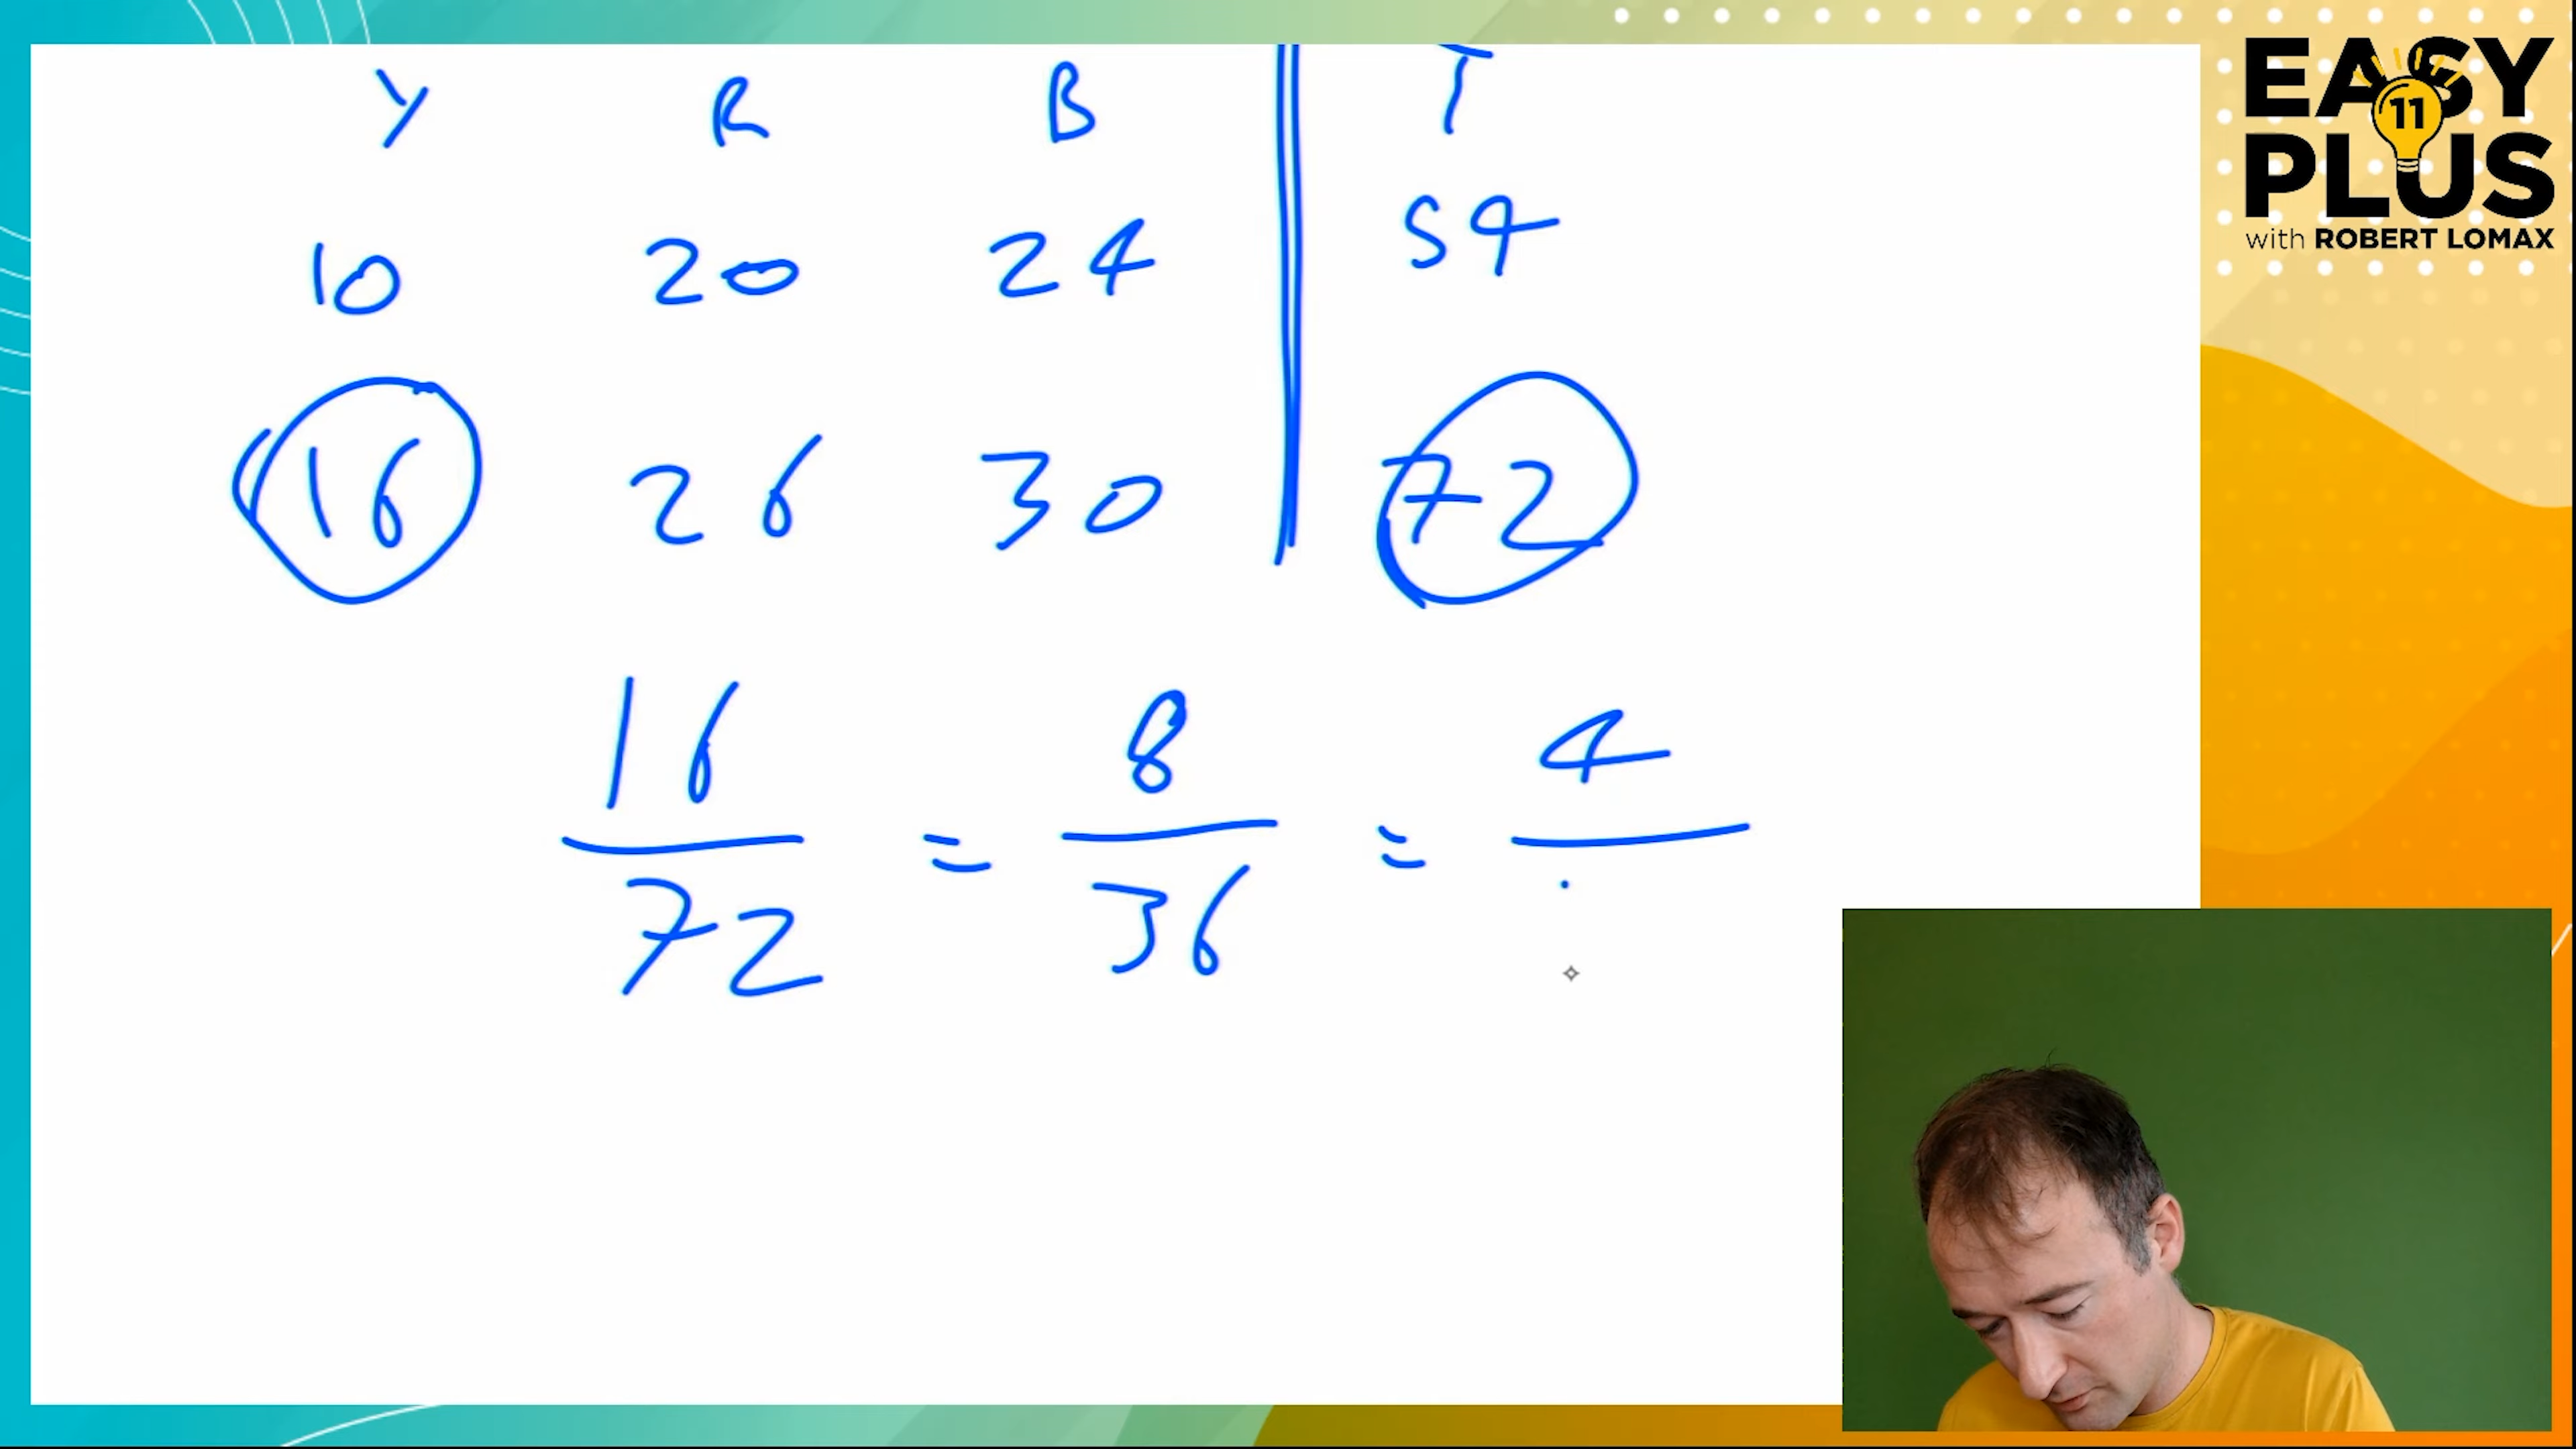 EASY
11
PLUS
with ROBERT LOMAX
Y R B T
10 20 24 54
16 26 30 72
16/72 = 8/36 = 4/